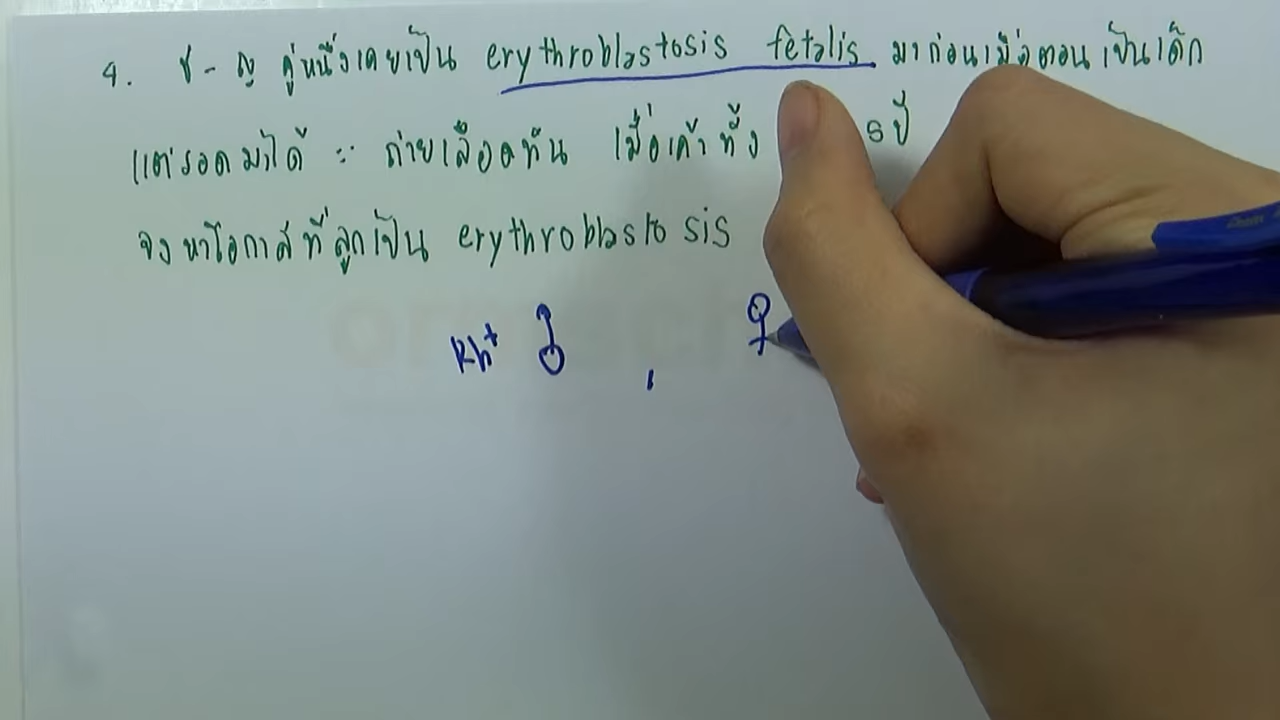 4. ช - ญ คู่หนึ่งเคยเป็น erythroblastosis fetalis มาก่อนเมื่อตอนเป็นเด็ก
แต่รอดมาได้ ∵ ถ่ายเลือดทัน เมื่อเค้าทั้ง ปี
จงหาโอกาสที่ลูกเป็น erythroblastosis
Rh⁺ ♂ , ♀